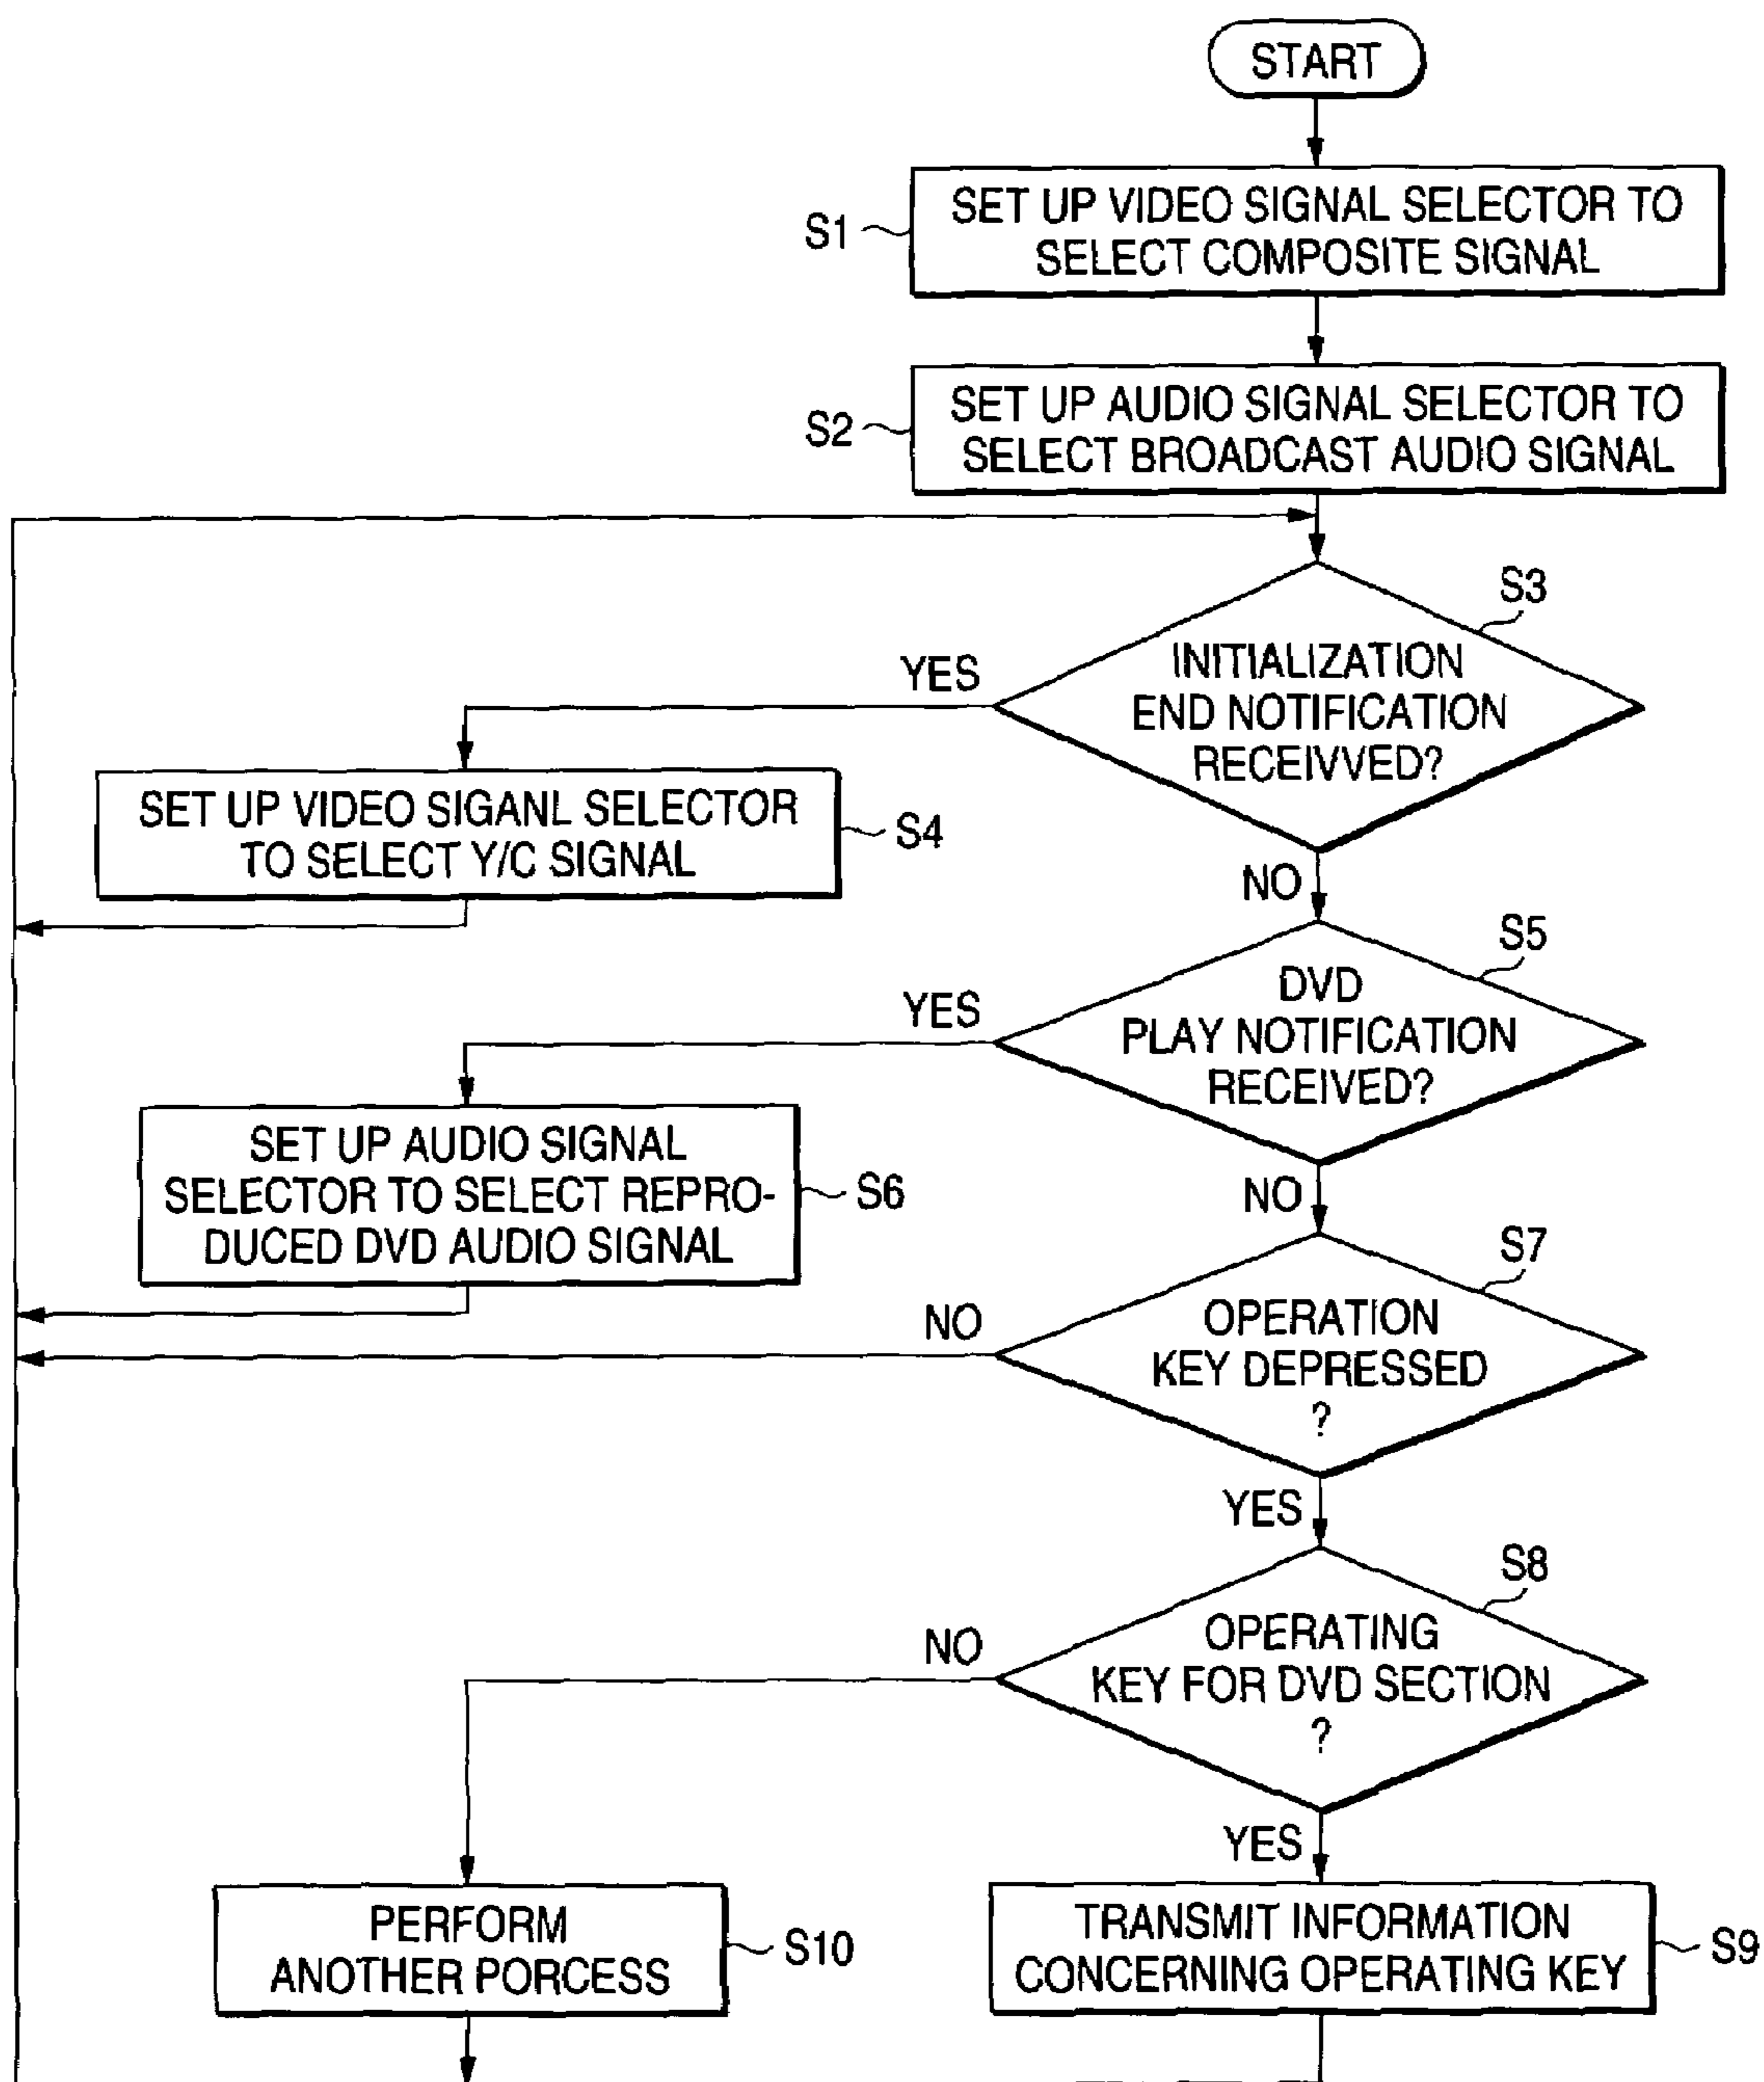 START
S1
SET UP VIDEO SIGNAL SELECTOR TO
SELECT COMPOSITE SIGNAL
S2
SET UP AUDIO SIGNAL SELECTOR TO
SELECT BROADCAST AUDIO SIGNAL
S3
INITIALIZATION
END NOTIFICATION
RECEIVVED?
YES
NO
SET UP VIDEO SIGANL SELECTOR
TO SELECT Y/C SIGNAL
S4
S5
DVD
PLAY NOTIFICATION
RECEIVED?
YES
NO
SET UP AUDIO SIGNAL
SELECTOR TO SELECT REPRO-
DUCED DVD AUDIO SIGNAL
S6
S7
OPERATION
KEY DEPRESSED
?
NO
YES
S8
OPERATING
KEY FOR DVD SECTION
?
NO
YES
PERFORM
ANOTHER PORCESS
S10
TRANSMIT INFORMATION
CONCERNING OPERATING KEY
S9